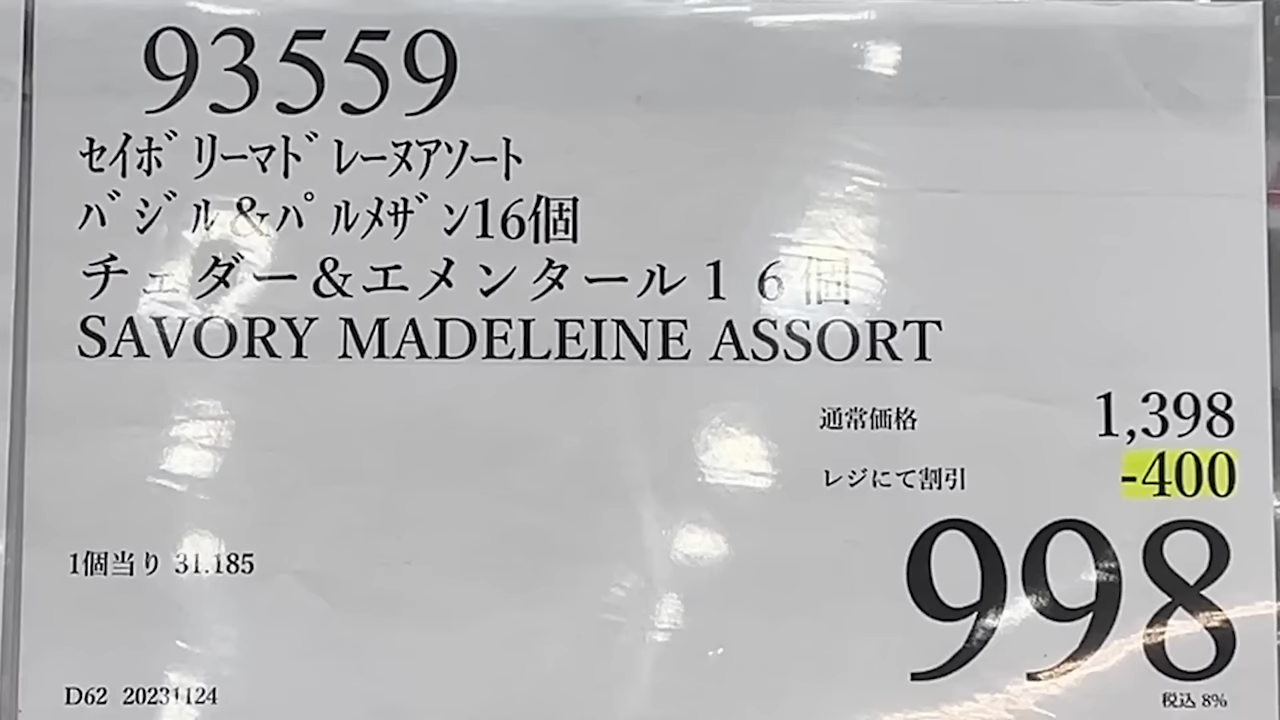 93559
ｾｲﾎﾞﾘｰﾏﾄﾞﾚｰﾇｱｿｰﾄ
ﾊﾞｼﾞﾙ&ﾊﾟﾙﾒｻﾞﾝ16個
チェダー＆エメンタール１６個
SAVORY MADELEINE ASSORT
通常価格 1,398
レジにて割引 -400
998
1個当り 31.185
税込 8%
D62 20231124